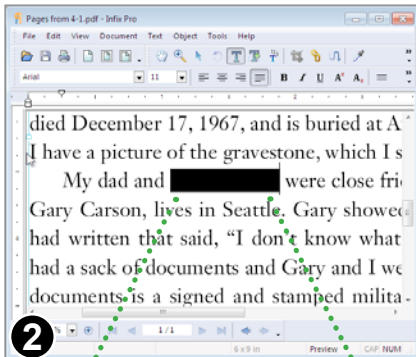 Pages from 4-1.pdf - Infix Pro
File Edit View Document Text Object Tools Help
T T T
Arial 11 B I U A A
died December 17, 1967, and is buried at A
I have a picture of the gravestone, which I s
My dad and were close frie
Gary Carson, lives in Seattle. Gary showed
had written that said, “I don't know what
had a sack of documents and Gary and I we
documents is a signed and stamped milita
2 % 1/1
6 x 9 in Preview CAP NUM